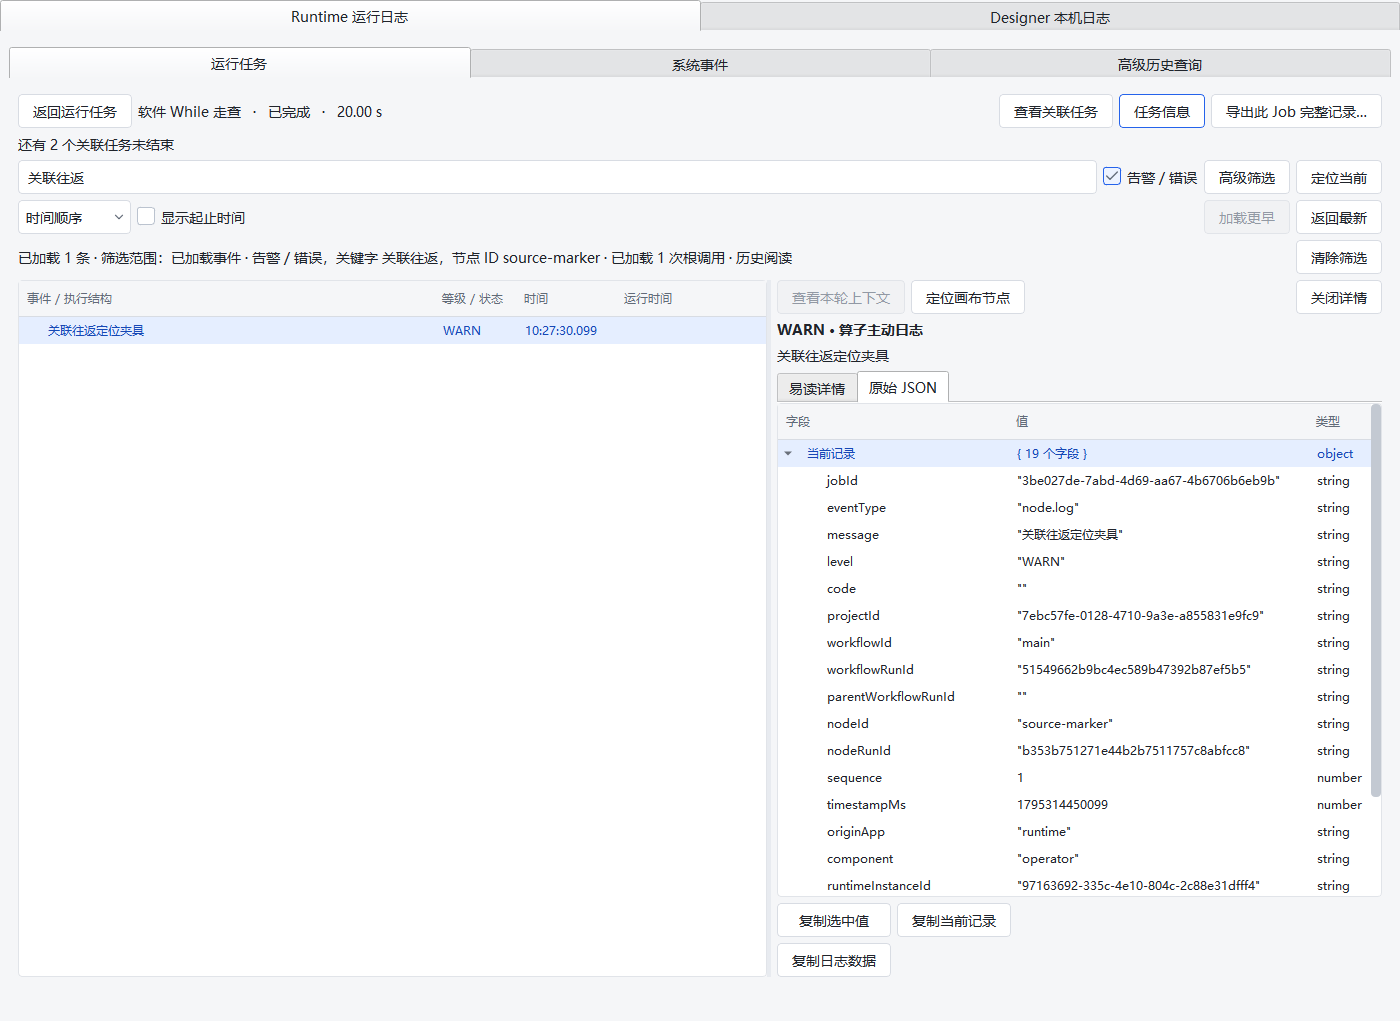 Runtime 运行日志
Designer 本机日志
运行任务
系统事件
高级历史查询
返回运行任务
软件 While 走查 · 已完成 · 20.00 s
查看关联任务
任务信息
导出此 Job 完整记录...
还有 2 个关联任务未结束
关联往返
告警 / 错误
高级筛选
定位当前
时间顺序
显示起止时间
加载更早
返回最新
已加载 1 条 · 筛选范围：已加载事件 · 告警 / 错误，关键字 关联往返，节点 ID source-marker · 已加载 1 次根调用 · 历史阅读
清除筛选
事件 / 执行结构
等级 / 状态
时间
运行时间
关联往返定位夹具
WARN
10:27:30.099
查看本轮上下文
定位画布节点
关闭详情
WARN • 算子主动日志
关联往返定位夹具
易读详情
原始 JSON
字段
值
类型
当前记录
{ 19 个字段 }
object
jobId
"3be027de-7abd-4d69-aa67-4b6706b6eb9b"
string
eventType
"node.log"
string
message
"关联往返定位夹具"
string
level
"WARN"
string
code
""
string
projectId
"7ebc57fe-0128-4710-9a3e-a855831e9fc9"
string
workflowId
"main"
string
workflowRunId
"51549662b9bc4ec589b47392b87ef5b5"
string
parentWorkflowRunId
""
string
nodeId
"source-marker"
string
nodeRunId
"b353b751271e44b2b7511757c8abfcc8"
string
sequence
1
number
timestampMs
1795314450099
number
originApp
"runtime"
string
component
"operator"
string
runtimeInstanceId
"97163692-335c-4e10-804c-2c88e31dfff4"
string
复制选中值
复制当前记录
复制日志数据